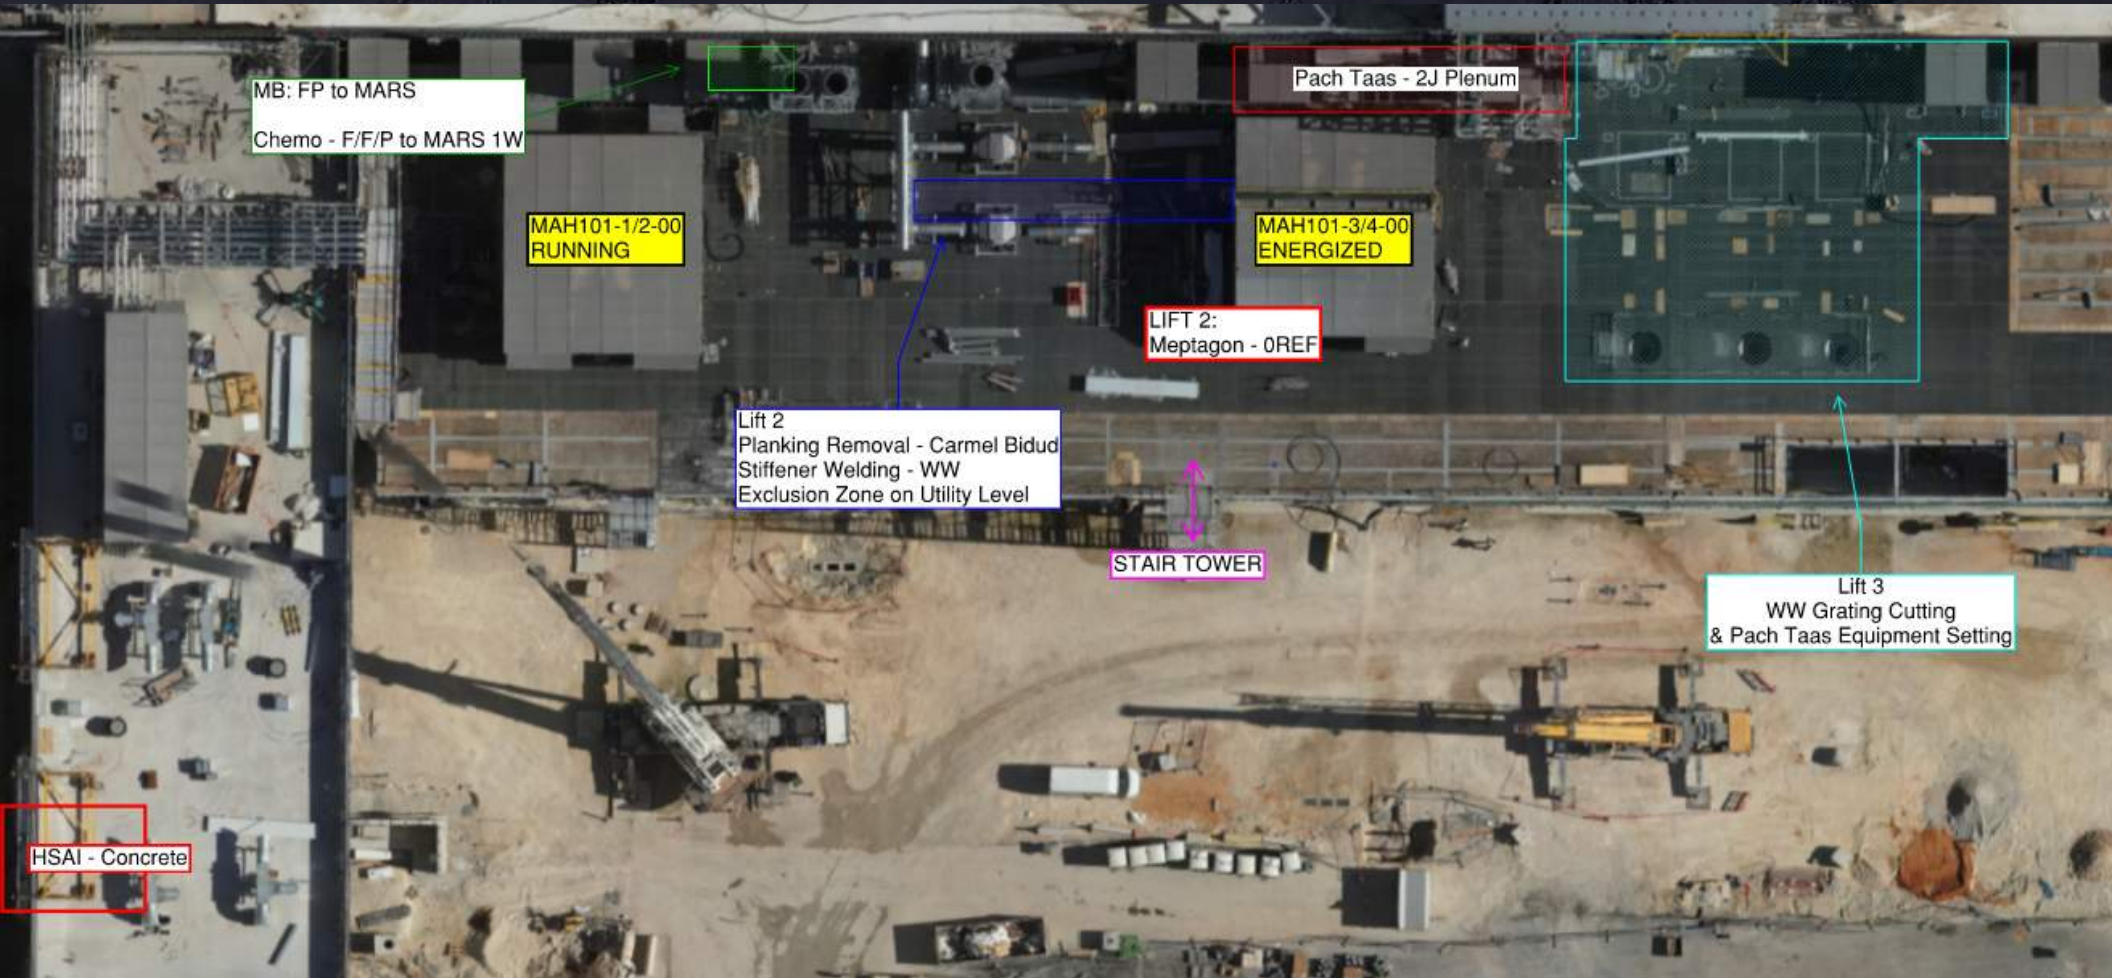 MB: FP to MARS
Chemo - F/F/P to MARS 1W
Pach Taas - 2J Plenum
MAH101-1/2-00
RUNNING
MAH101-3/4-00
ENERGIZED
LIFT 2:
Meptagon - 0REF
Lift 2
Planking Removal - Carmel Bidud
Stiffener Welding - WW
Exclusion Zone on Utility Level
STAIR TOWER
Lift 3
WW Grating Cutting
& Pach Taas Equipment Setting
HSAI - Concrete